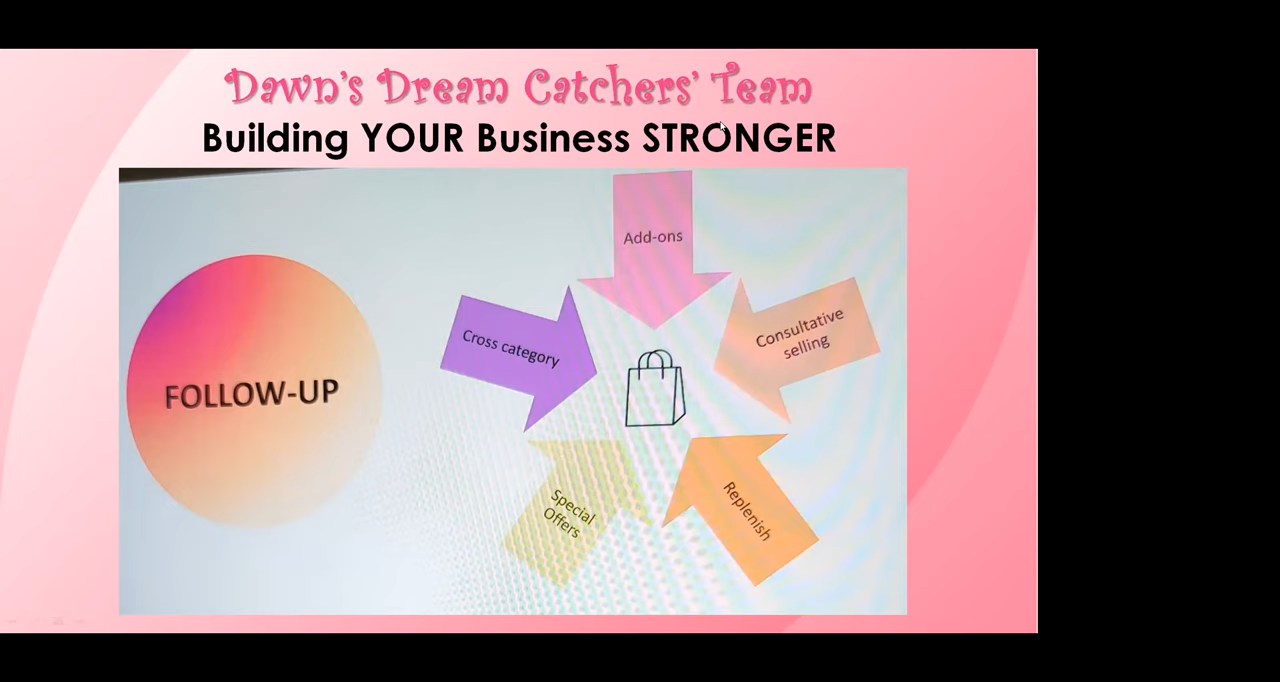 Dawn's Dream Catchers' Team
Building YOUR Business STRONGER
Add-ons
Cross category
Consultative
selling
FOLLOW-UP
Special
Offers
Replenish